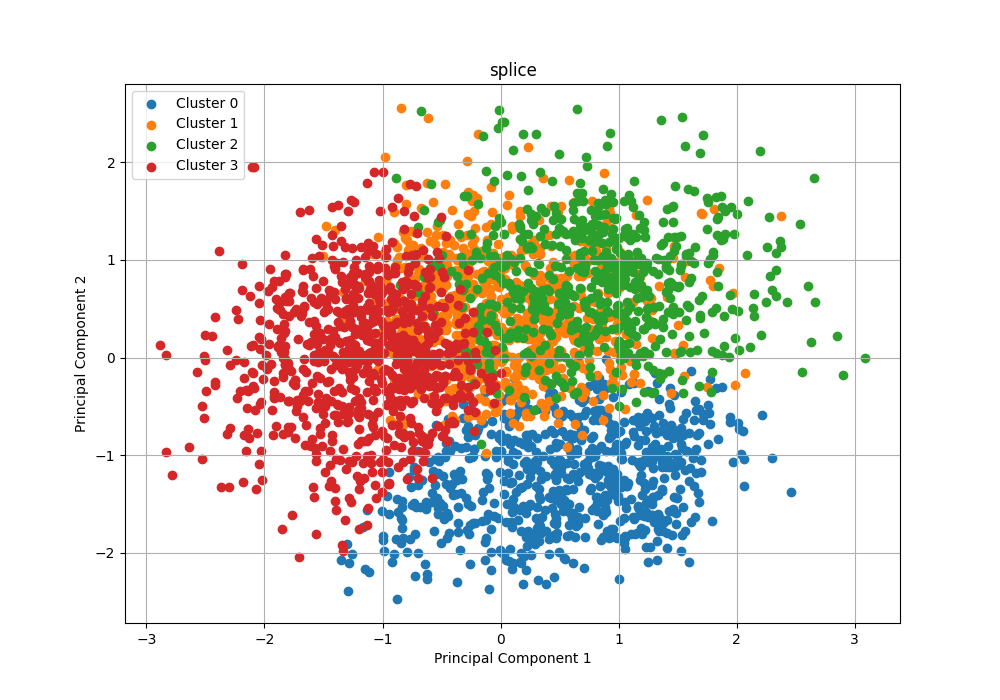 splice
Cluster 0
Cluster 1
Cluster 2
Cluster 3
2
1
0
−1
−2
Principal Component 2
−3 −2 −1 0 1 2 3
Principal Component 1